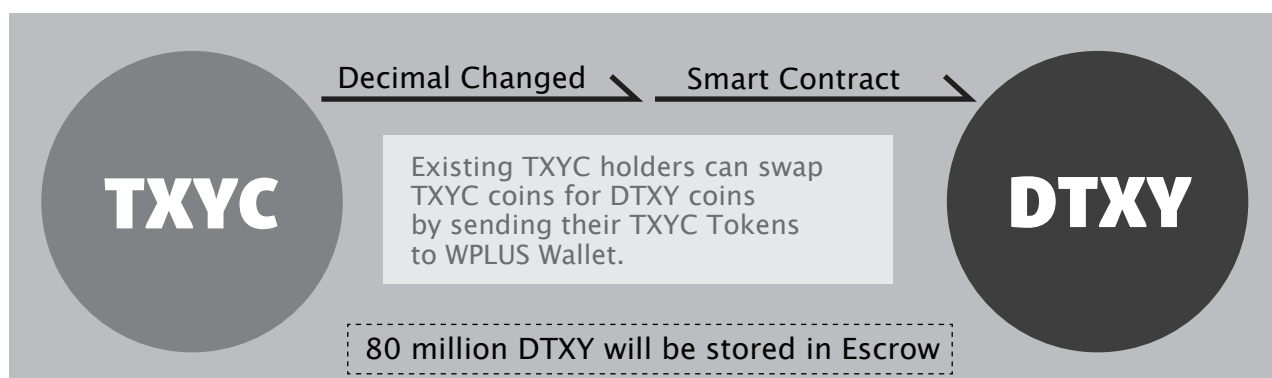 Decimal Changed
Smart Contract
TXYC
Existing TXYC holders can swap
TXYC coins for DTXY coins
by sending their TXYC Tokens
to WPLUS Wallet.
DTXY
80 million DTXY will be stored in Escrow